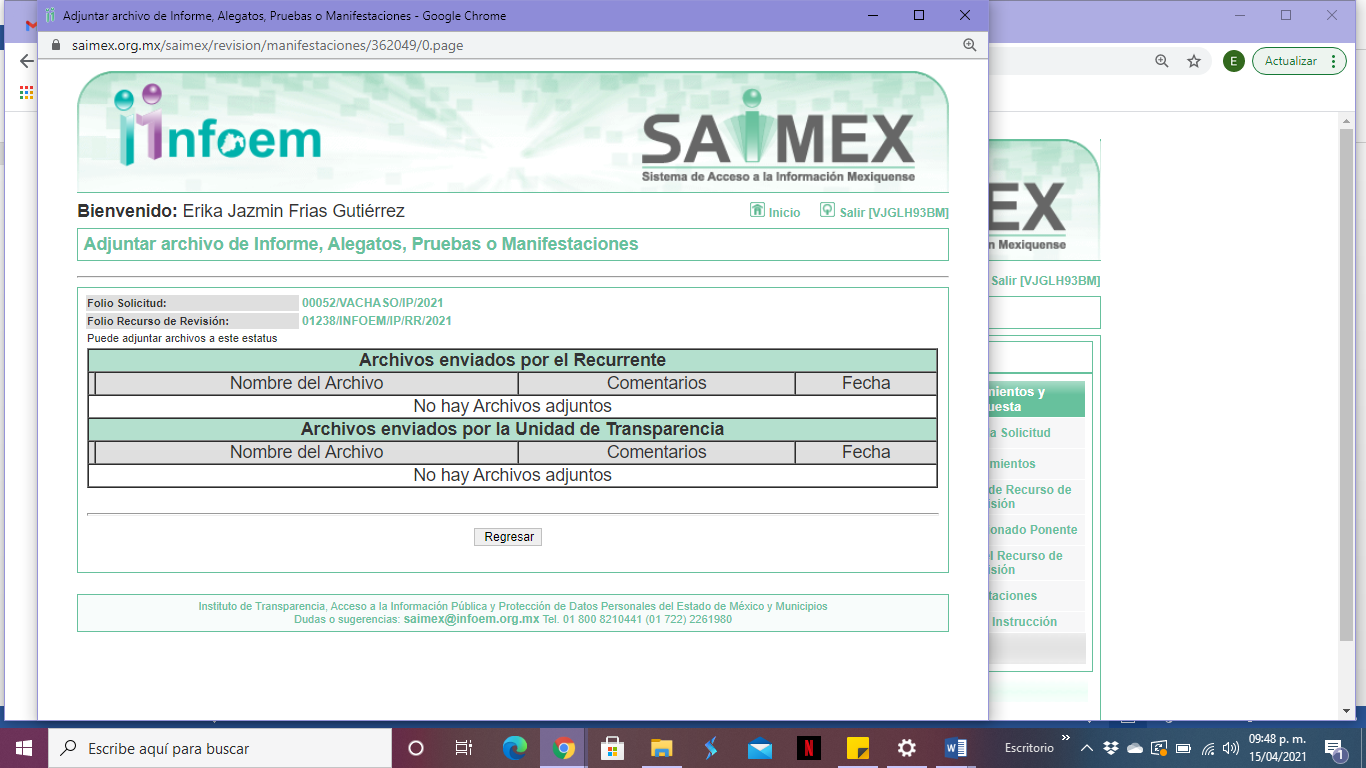 Adjuntar archivo de Informe, Alegatos, Pruebas o Manifestaciones - Google Chrome
saimex.org.mx/saimex/revision/manifestaciones/362049/0.page
E
Actualizar
infoem
SAIMEX
Sistema de Acceso a la Información Mexiquense
EX
n Mexiquense
Bienvenido: Erika Jazmin Frias Gutiérrez
Inicio
Salir [VJGLH93BM]
Adjuntar archivo de Informe, Alegatos, Pruebas o Manifestaciones
Salir [VJGLH93BM]
Folio Solicitud: 00052/VACHASO/IP/2021
Folio Recurso de Revisión: 01238/INFOEM/IP/RR/2021
Puede adjuntar archivos a este estatus
Archivos enviados por el Recurrente
Nombre del Archivo Comentarios Fecha
No hay Archivos adjuntos
Archivos enviados por la Unidad de Transparencia
Nombre del Archivo Comentarios Fecha
No hay Archivos adjuntos
Regresar
mientos y
uesta
a Solicitud
mientos
de Recurso de
isión
onado Ponente
l Recurso de
isión
taciones
Instrucción
Instituto de Transparencia, Acceso a la Información Pública y Protección de Datos Personales del Estado de México y Municipios
Dudas o sugerencias: saimex@infoem.org.mx Tel. 01 800 8210441 (01 722) 2261980
Escribe aquí para buscar
N
W
Escritorio
»
09:48 p. m.
15/04/2021
1